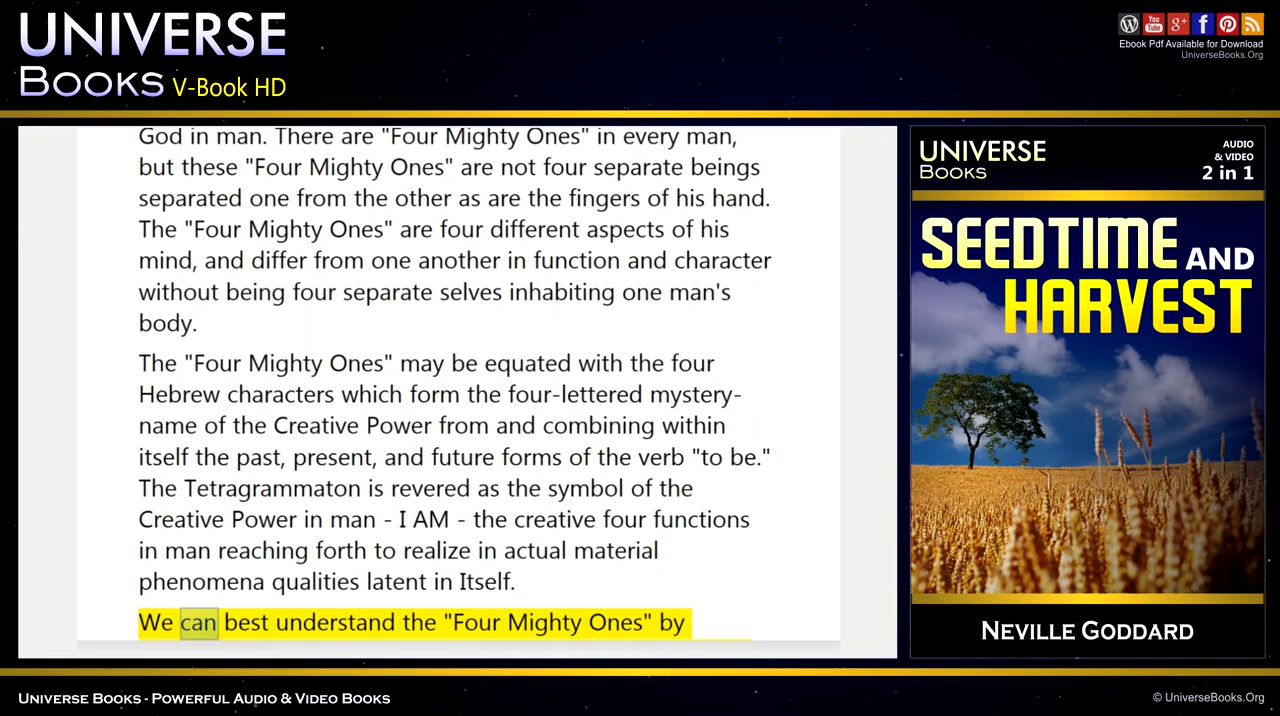 UNIVERSE
BOOKS V-Book HD
Ebook Pdf Available for Download
UniverseBooks.Org
God in man. There are "Four Mighty Ones" in every man,
but these "Four Mighty Ones" are not four separate beings
separated one from the other as are the fingers of his hand.
The "Four Mighty Ones" are four different aspects of his
mind, and differ from one another in function and character
without being four separate selves inhabiting one man's
body.
The "Four Mighty Ones" may be equated with the four
Hebrew characters which form the four-lettered mystery-
name of the Creative Power from and combining within
itself the past, present, and future forms of the verb "to be."
The Tetragrammaton is revered as the symbol of the
Creative Power in man - I AM - the creative four functions
in man reaching forth to realize in actual material
phenomena qualities latent in Itself.
We can best understand the "Four Mighty Ones" by
UNIVERSE
BOOKS
AUDIO
& VIDEO
2 in 1
SEEDTIME AND
HARVEST
NEVILLE GODDARD
UNIVERSE BOOKS - POWERFUL AUDIO & VIDEO BOOKS
© UniverseBooks.Org